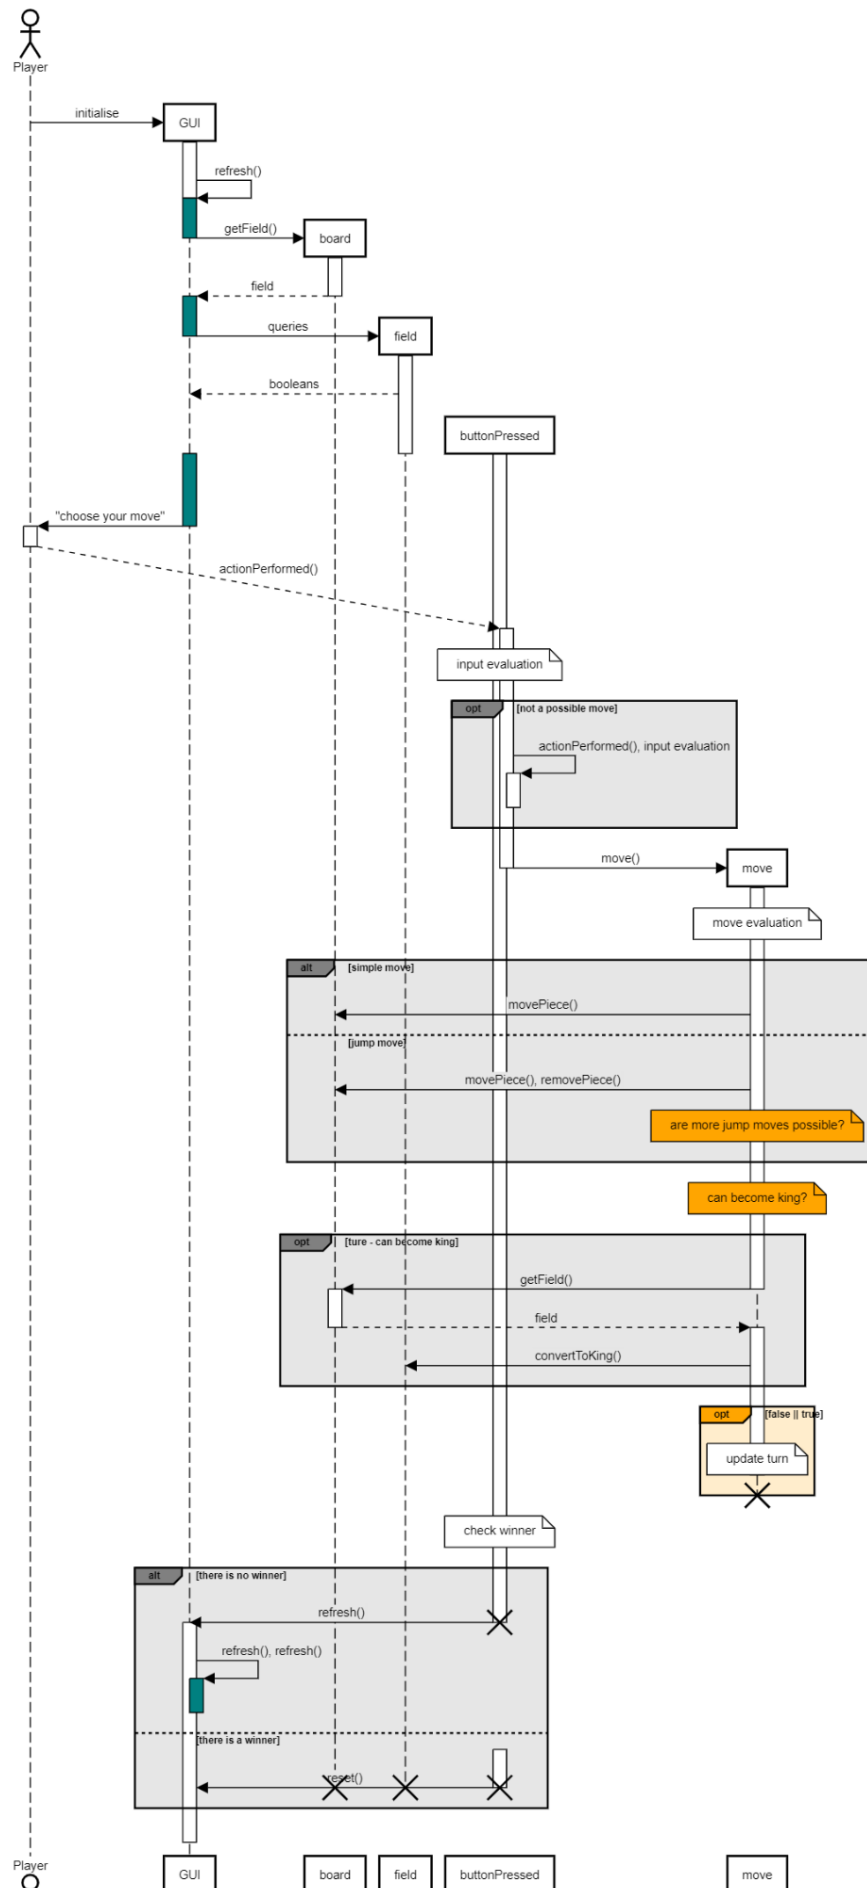 Player
initialise
GUI
refresh()
getField()
board
field
queries
field
booleans
buttonPressed
"choose your move"
actionPerformed()
input evaluation
opt [not a possible move]
actionPerformed(), input evaluation
move()
move
move evaluation
alt [simple move]
movePiece()
[jump move]
movePiece(), removePiece()
are more jump moves possible?
can become king?
opt [ture - can become king]
getField()
field
convertToKing()
opt [false || true]
update turn
check winner
alt [there is no winner]
refresh()
refresh(), refresh()
[there is a winner]
reset()
Player
GUI board field buttonPressed move